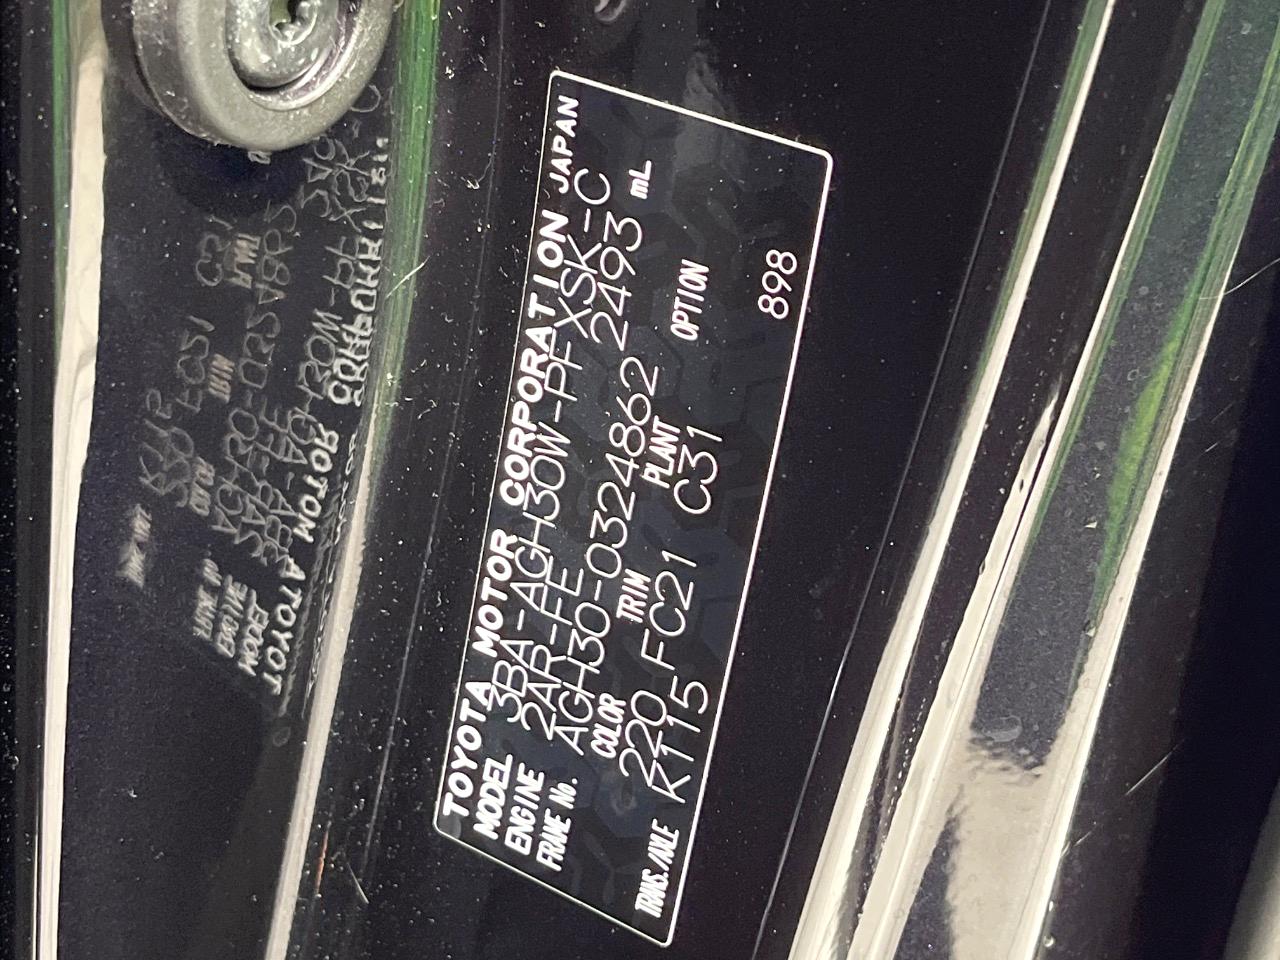 TOYOTA MOTOR CORPORATION JAPAN
MODEL 3BA-AGH30W-PFXSK-C
ENGINE 2AR-FE 2493 mL
FRAME No. AGH30-0324862
COLOR TRIM PLANT OPTION
220 FC21 C31
TRANS./AXLE K115 898